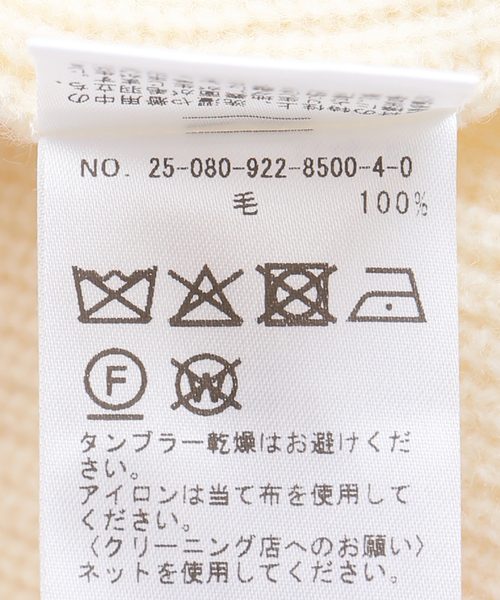 NO. 25-080-922-8500-4-0
毛 100%
F
W
タンブラー乾燥はお避けくだ
さい。
アイロンは当て布を使用して
ください。
〈クリーニング店へのお願い〉
ネットを使用してください。